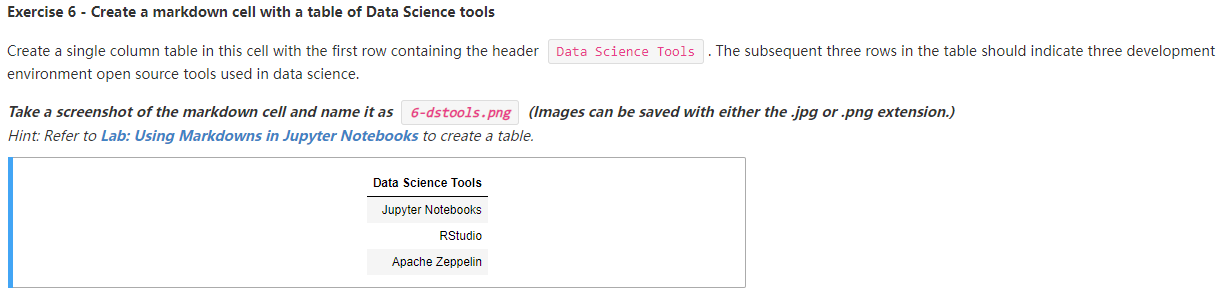 Exercise 6 - Create a markdown cell with a table of Data Science tools
Create a single column table in this cell with the first row containing the header Data Science Tools . The subsequent three rows in the table should indicate three development
environment open source tools used in data science.
Take a screenshot of the markdown cell and name it as 6-dstools.png (Images can be saved with either the .jpg or .png extension.)
Hint: Refer to Lab: Using Markdowns in Jupyter Notebooks to create a table.
Data Science Tools
Jupyter Notebooks
RStudio
Apache Zeppelin